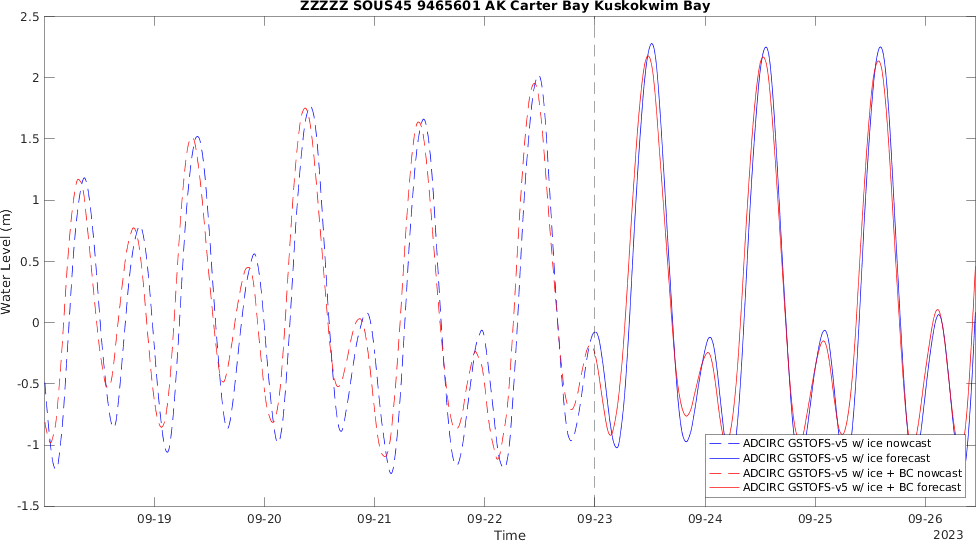 ZZZZZ SOUS45 9465601 AK Carter Bay Kuskokwim Bay
2.5
2
1.5
1
0.5
0
-0.5
-1
-1.5
Water Level (m)
ADCIRC GSTOFS-v5 w/ ice nowcast
ADCIRC GSTOFS-v5 w/ ice forecast
ADCIRC GSTOFS-v5 w/ ice + BC nowcast
ADCIRC GSTOFS-v5 w/ ice + BC forecast
09-19 09-20 09-21 09-22 09-23 09-24 09-25 09-26
Time
2023